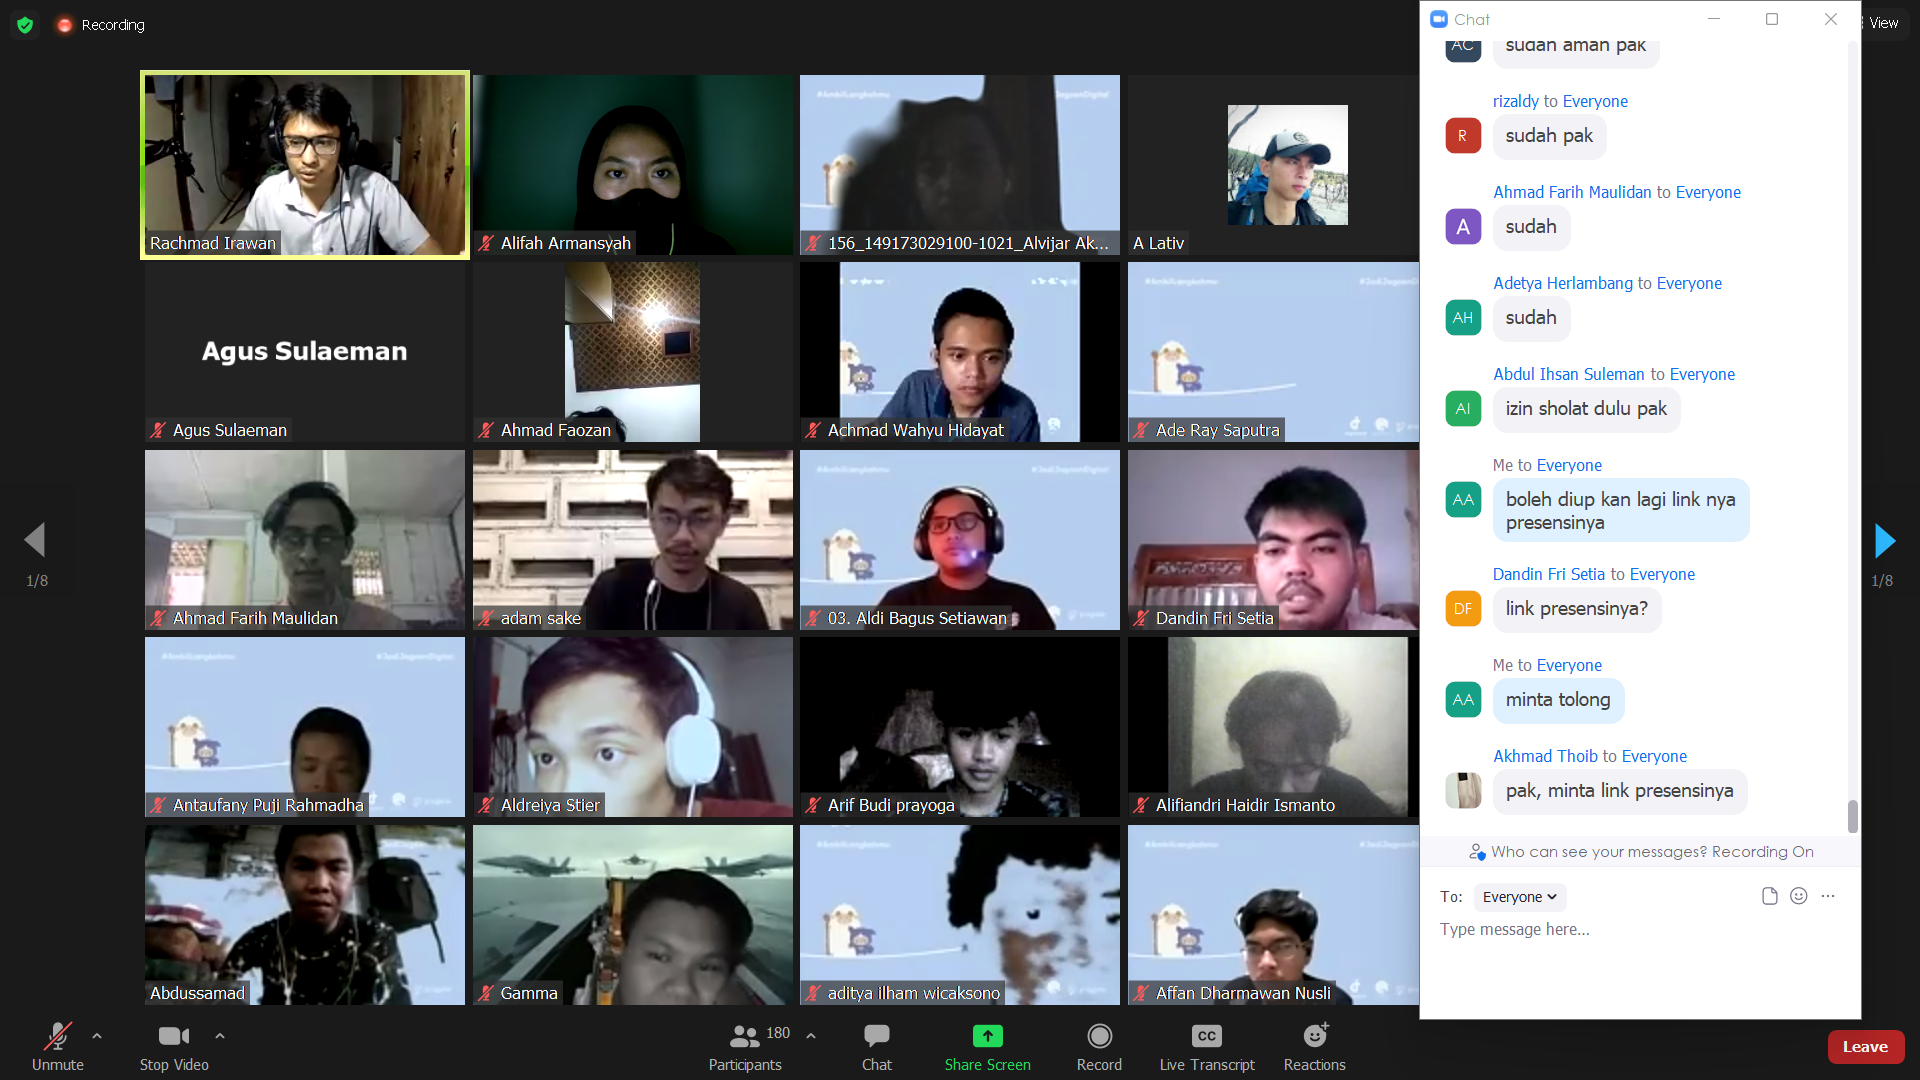 Recording
View
Rachmad Irawan
Alifah Armansyah
156_149173029100-1021_Alvijar Ak...
A Lativ
Agus Sulaeman
Agus Sulaeman
Ahmad Faozan
Achmad Wahyu Hidayat
Ade Ray Saputra
Ahmad Farih Maulidan
adam sake
03. Aldi Bagus Setiawan
Dandin Fri Setia
1/8
1/8
Antaufany Puji Rahmadha
Aldreiya Stier
Arif Budi prayoga
Alifiandri Haidir Ismanto
Abdussamad
Gamma
aditya ilham wicaksono
Affan Dharmawan Nusli
Chat
AC
sudah aman pak
rizaldy to Everyone
R
sudah pak
Ahmad Farih Maulidan to Everyone
A
sudah
Adetya Herlambang to Everyone
AH
sudah
Abdul Ihsan Suleman to Everyone
AI
izin sholat dulu pak
Me to Everyone
AA
boleh diup kan lagi link nya
presensinya
Dandin Fri Setia to Everyone
DF
link presensinya?
Me to Everyone
AA
minta tolong
Akhmad Thoib to Everyone
pak, minta link presensinya
Who can see your messages? Recording On
To: Everyone
Type message here...
Unmute
Stop Video
180
Participants
Chat
Share Screen
Record
CC
Live Transcript
Reactions
Leave